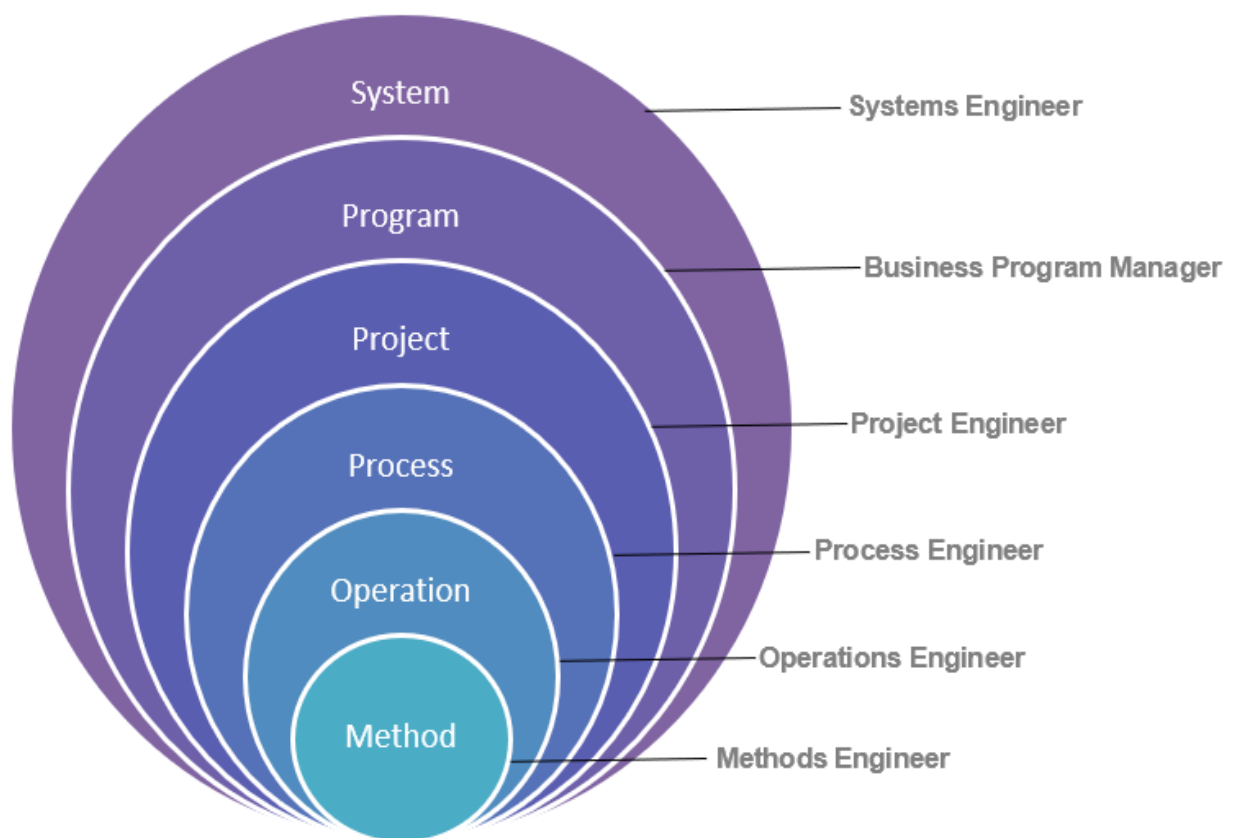 System
Systems Engineer
Program
Business Program Manager
Project
Project Engineer
Process
Process Engineer
Operation
Operations Engineer
Method
Methods Engineer